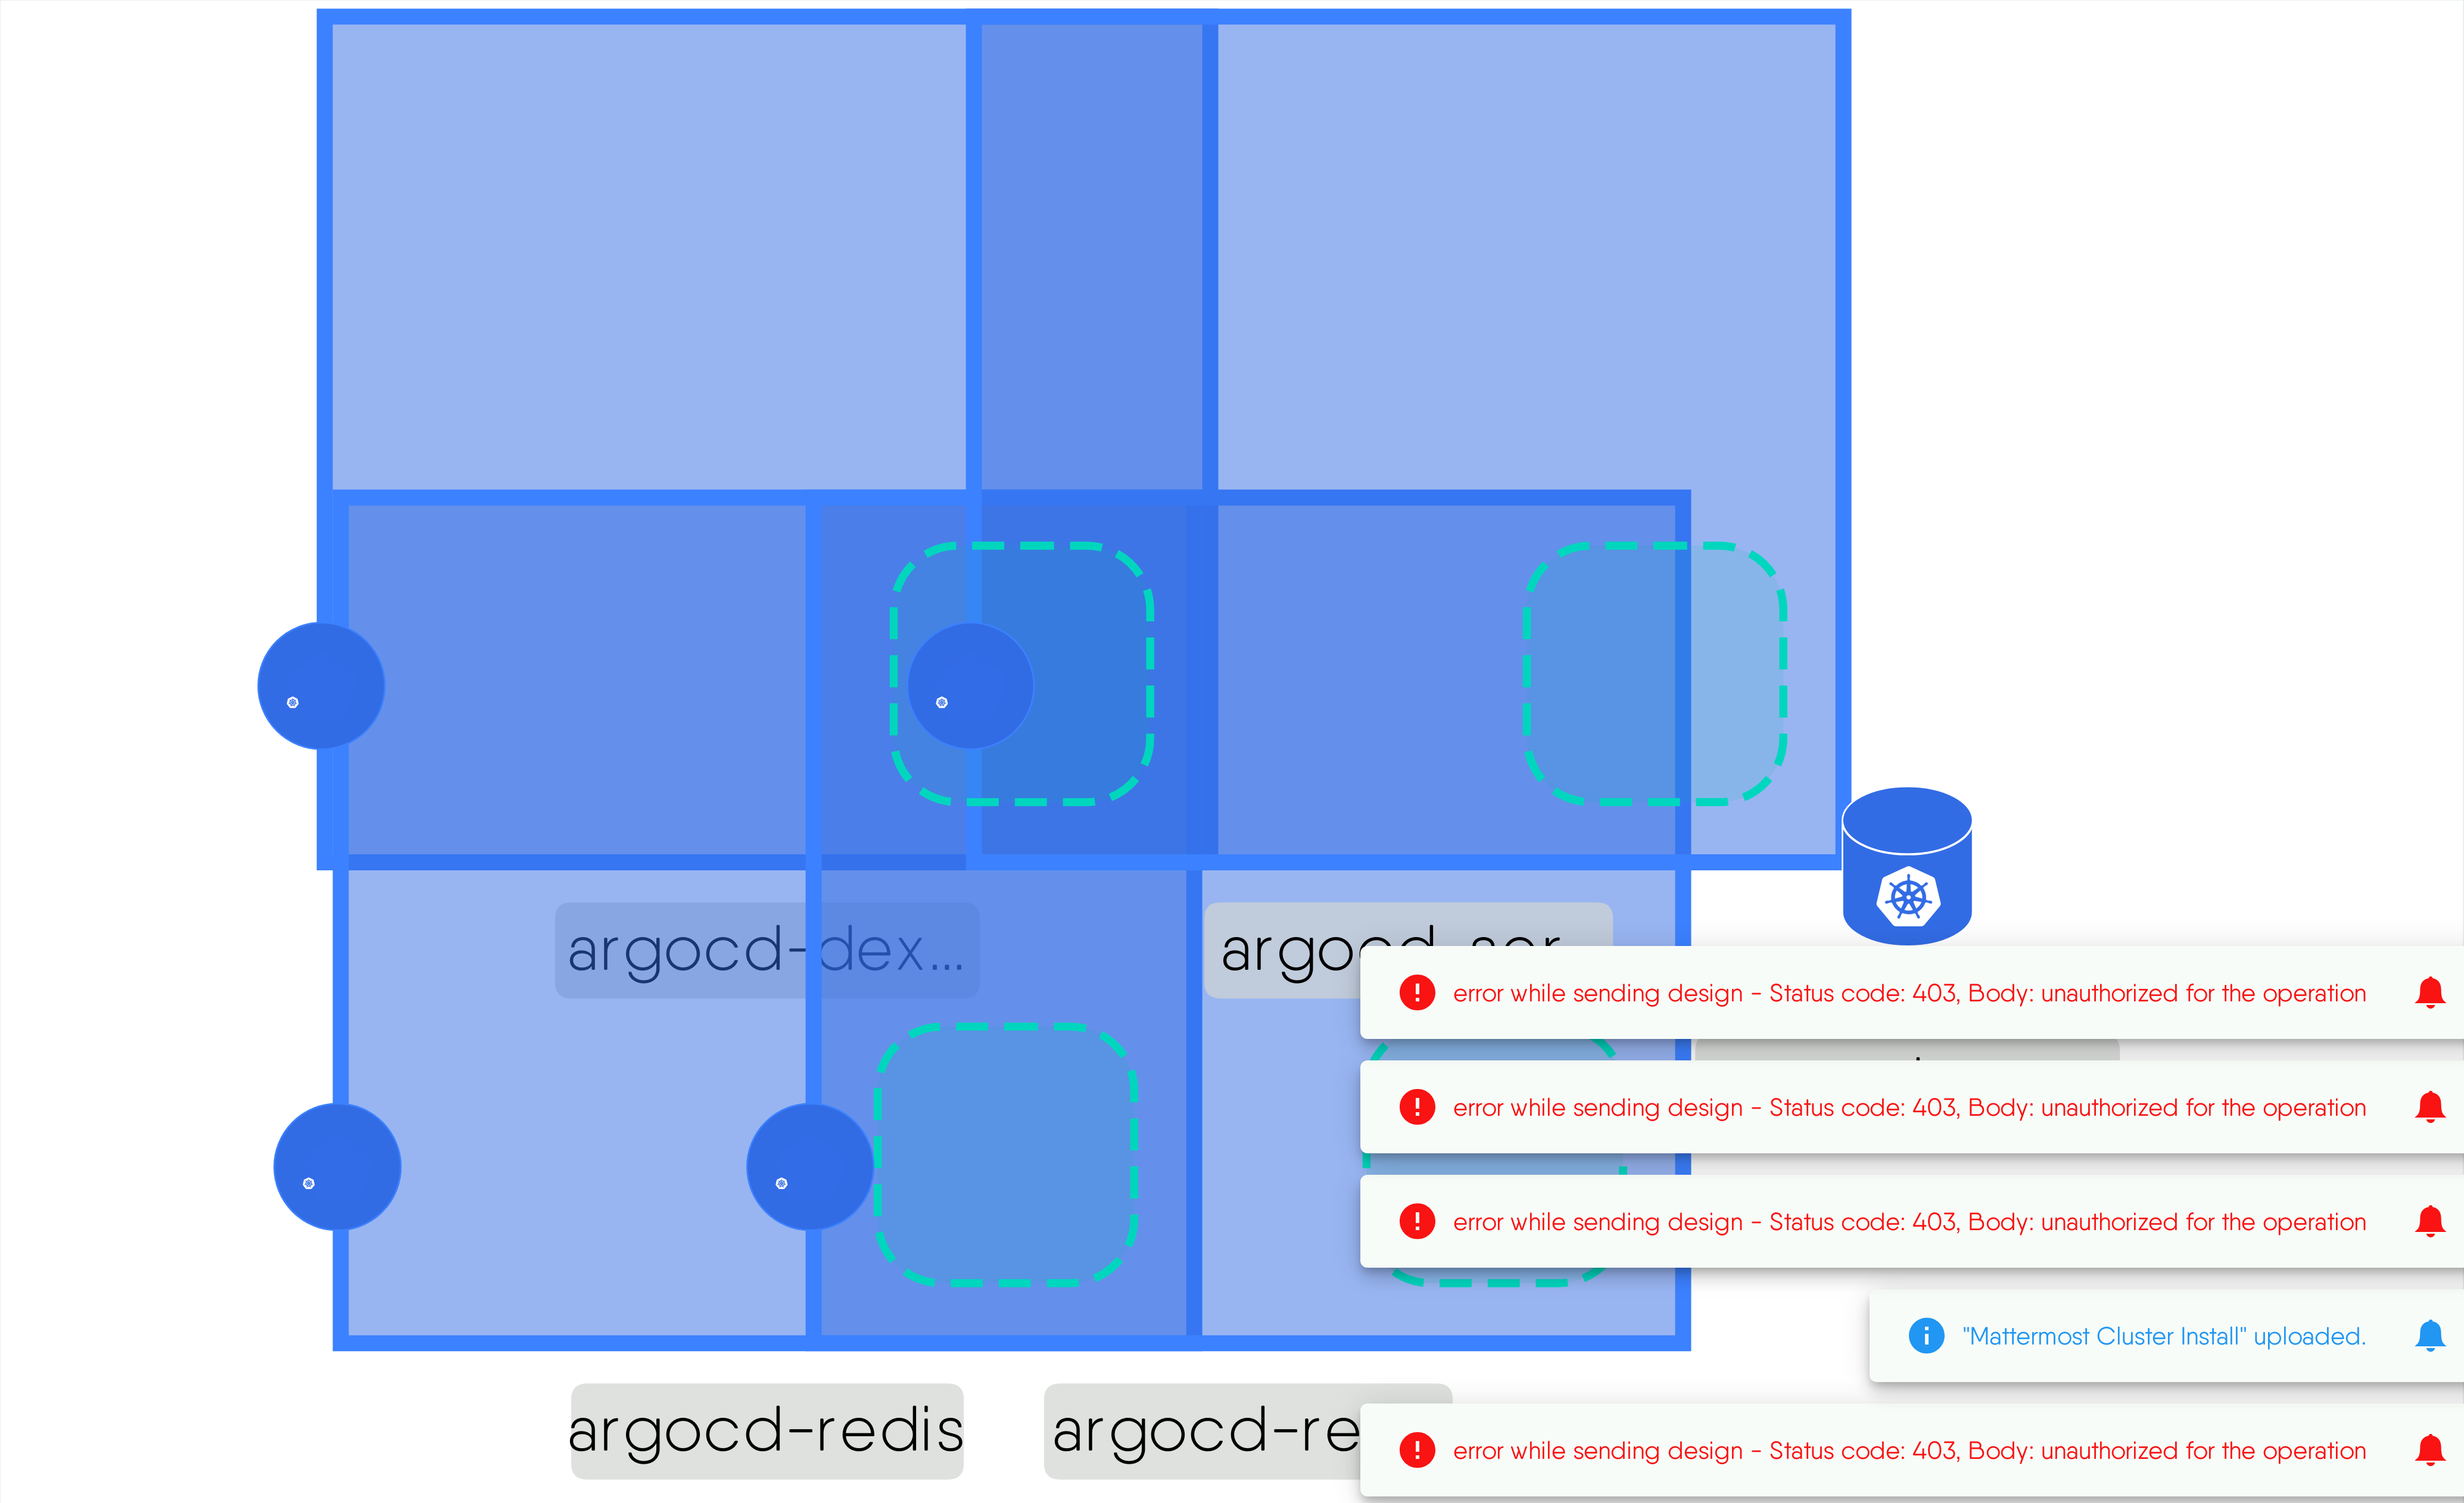 argocd-dex...
error while sending design - Status code: 403, Body: unauthorized for the operation
error while sending design - Status code: 403, Body: unauthorized for the operation
error while sending design - Status code: 403, Body: unauthorized for the operation
"Mattermost Cluster Install" uploaded.
argocd-redis
argocd-re
error while sending design - Status code: 403, Body: unauthorized for the operation